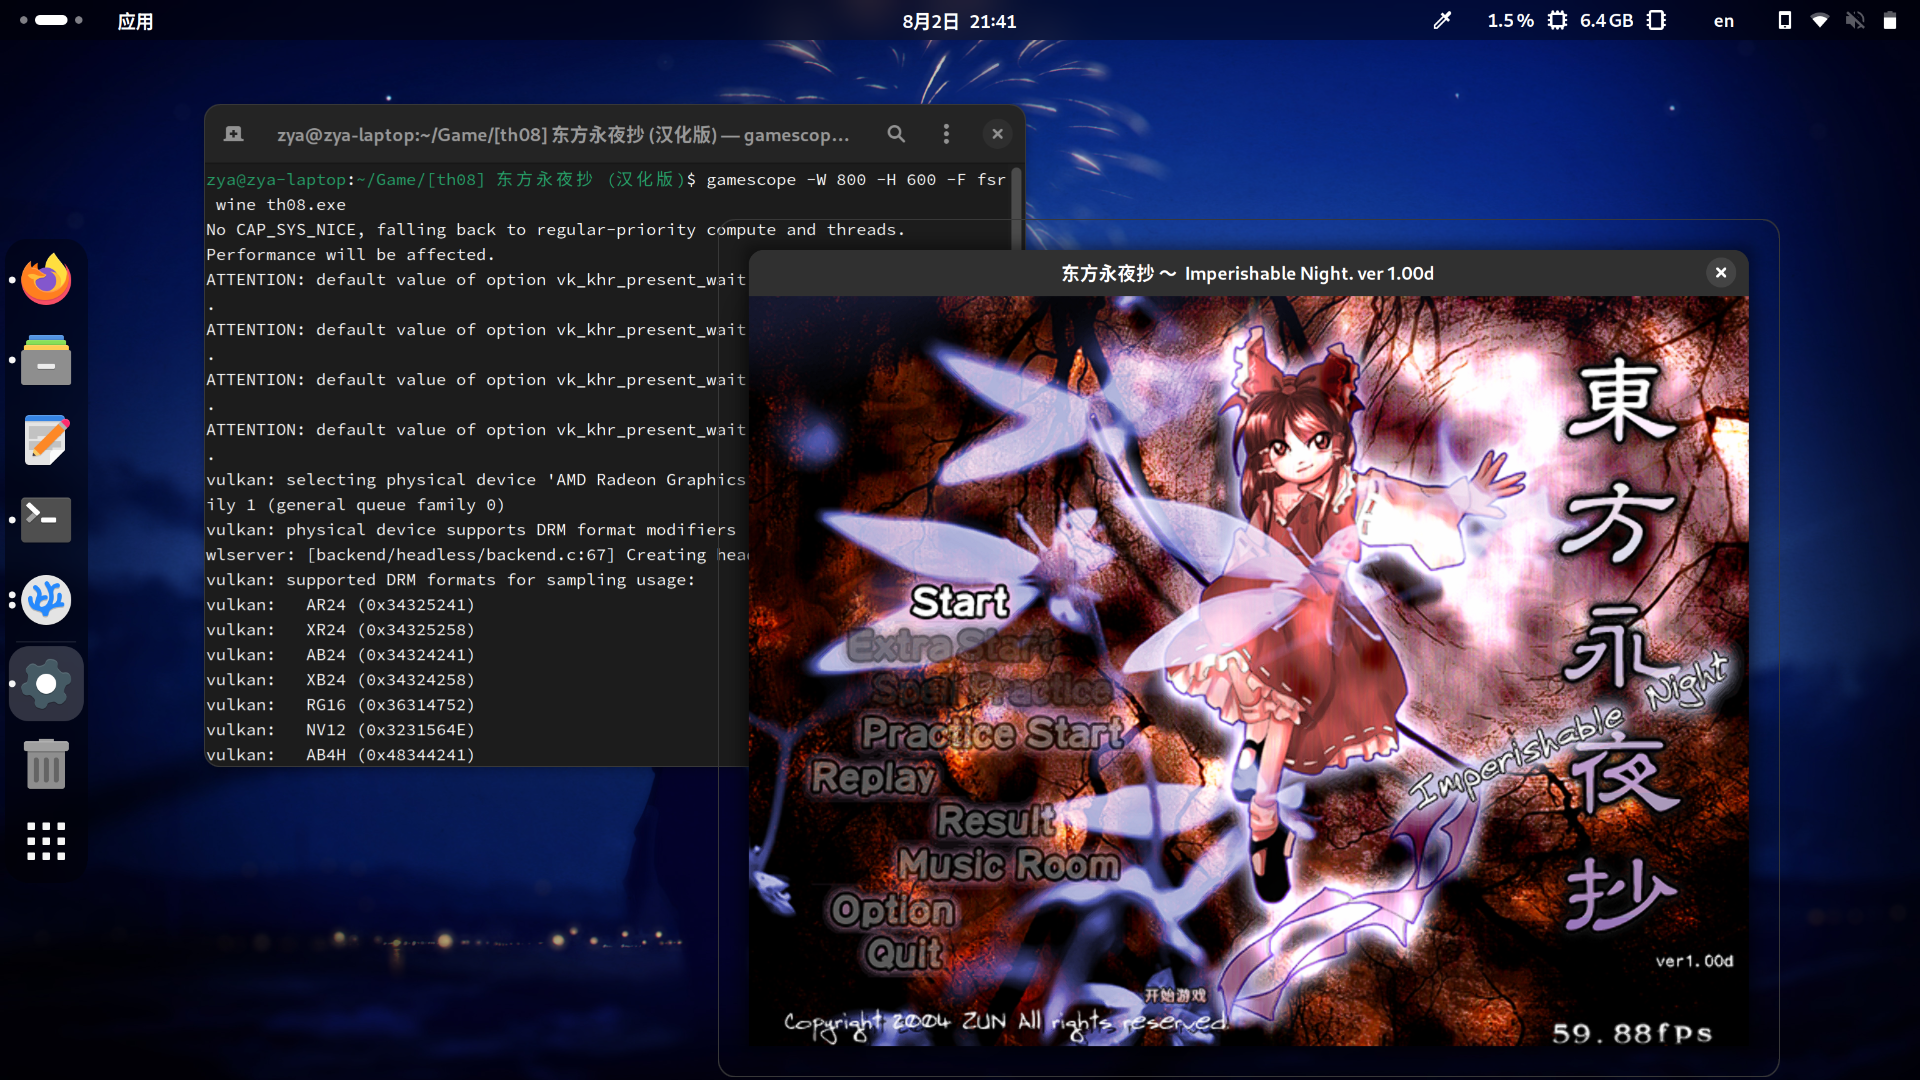 应用
8月2日 21:41
1.5% 6.4GB en
zya@zya-laptop:~/Game/[th08] 东方永夜抄 (汉化版) — gamescop...
zya@zya-laptop:~/Game/[th08] 东方永夜抄 (汉化版)$ gamescope -W 800 -H 600 -F fsr
wine th08.exe
No CAP_SYS_NICE, falling back to regular-priority compute and threads.
Performance will be affected.
ATTENTION: default value of option vk_khr_present_wait
.
ATTENTION: default value of option vk_khr_present_wait
.
ATTENTION: default value of option vk_khr_present_wait
.
ATTENTION: default value of option vk_khr_present_wait
.
vulkan: selecting physical device 'AMD Radeon Graphics
ily 1 (general queue family 0)
vulkan: physical device supports DRM format modifiers
wlserver: [backend/headless/backend.c:67] Creating hea
vulkan: supported DRM formats for sampling usage:
vulkan: AR24 (0x34325241)
vulkan: XR24 (0x34325258)
vulkan: AB24 (0x34324241)
vulkan: XB24 (0x34324258)
vulkan: RG16 (0x36314752)
vulkan: NV12 (0x3231564E)
vulkan: AB4H (0x48344241)
东方永夜抄 ～ Imperishable Night. ver 1.00d
東方永夜抄
Imperishable Night
Start
Extra Start
Spell Practice
Practice Start
Replay
Result
Music Room
Option
Quit
ver1.00d
开始游戏
Copyright 2004 ZUN All rights reserved.
59.88fps